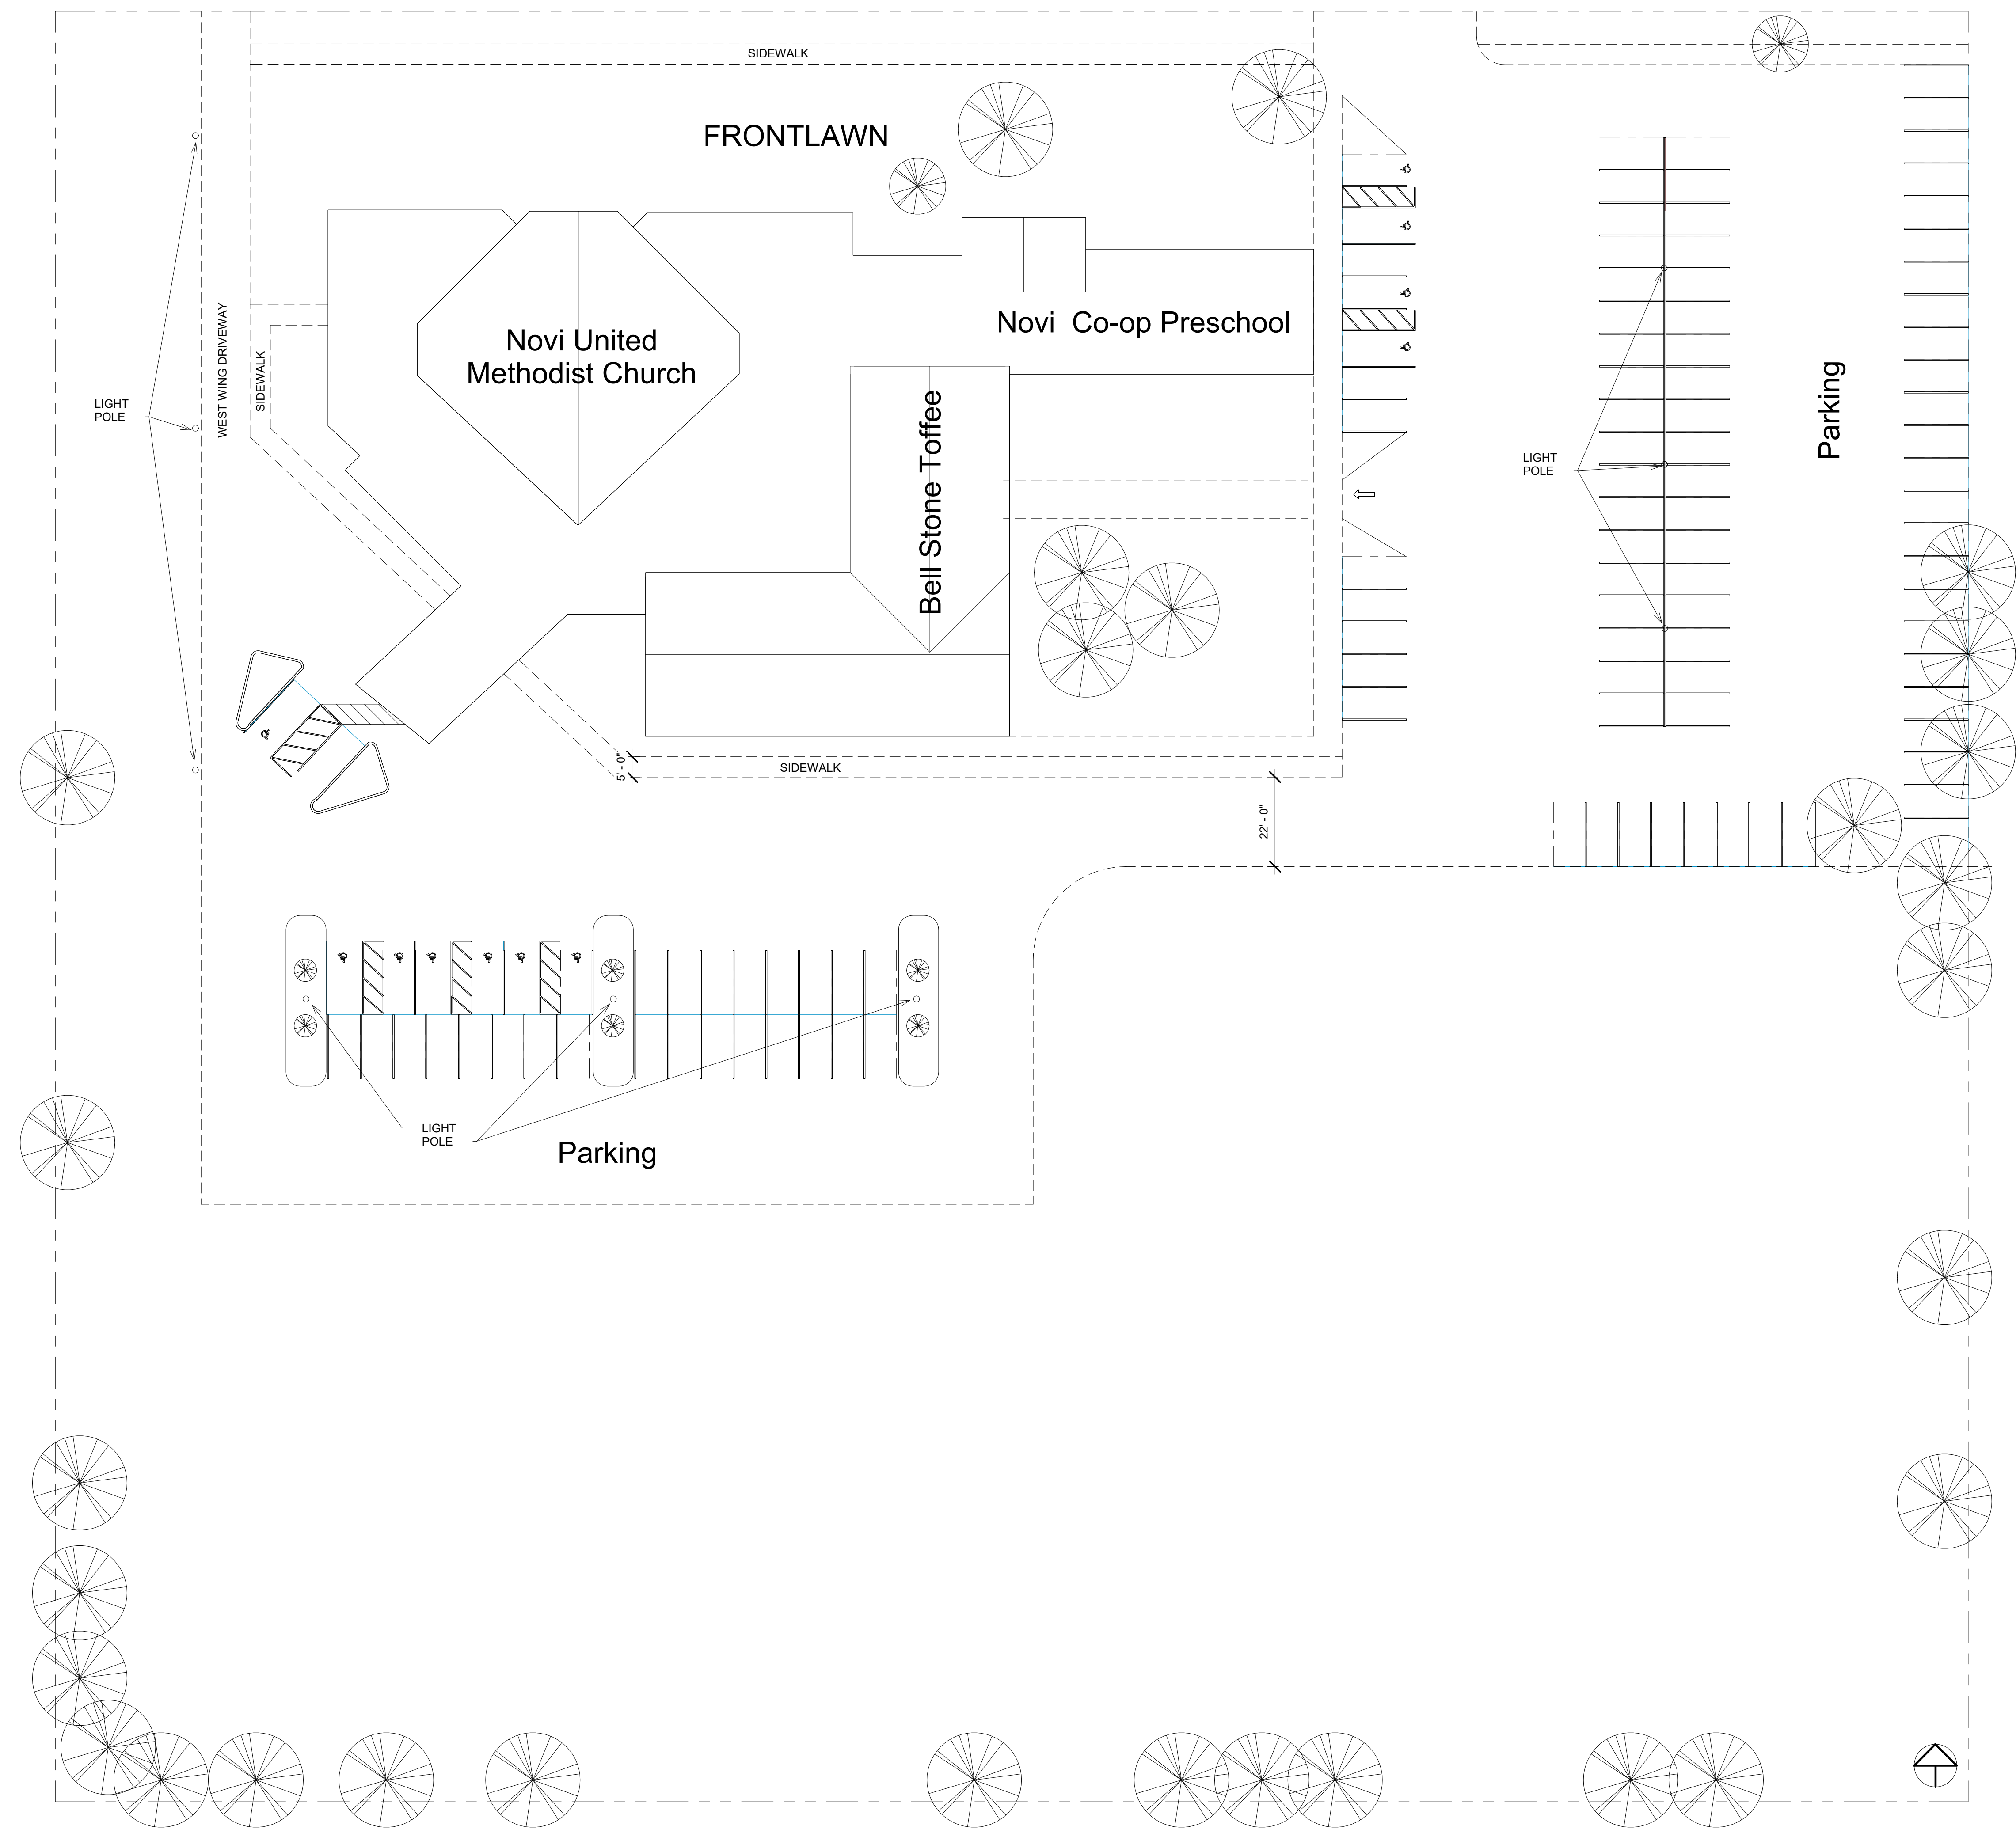 SIDEWALK
FRONTLAWN
WEST WING DRIVEWAY
SIDEWALK
LIGHT
POLE
Novi United
Methodist Church
Novi  Co-op Preschool
Bell Stone Toffee
LIGHT
POLE
Parking
5' - 0"
SIDEWALK
22' - 0"
LIGHT
POLE
Parking